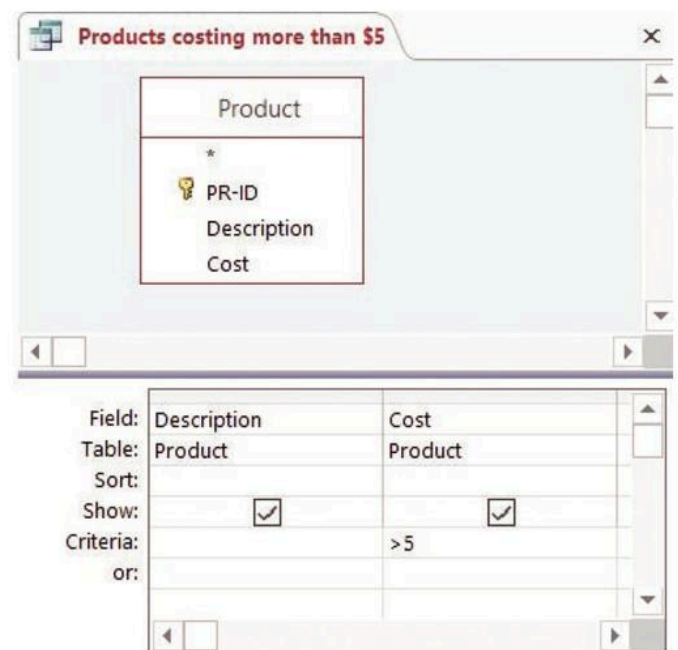 Products costing more than $5
Product
*
PR-ID
Description
Cost
Field: Description Cost
Table: Product Product
Sort:
Show:
Criteria: >5
or: